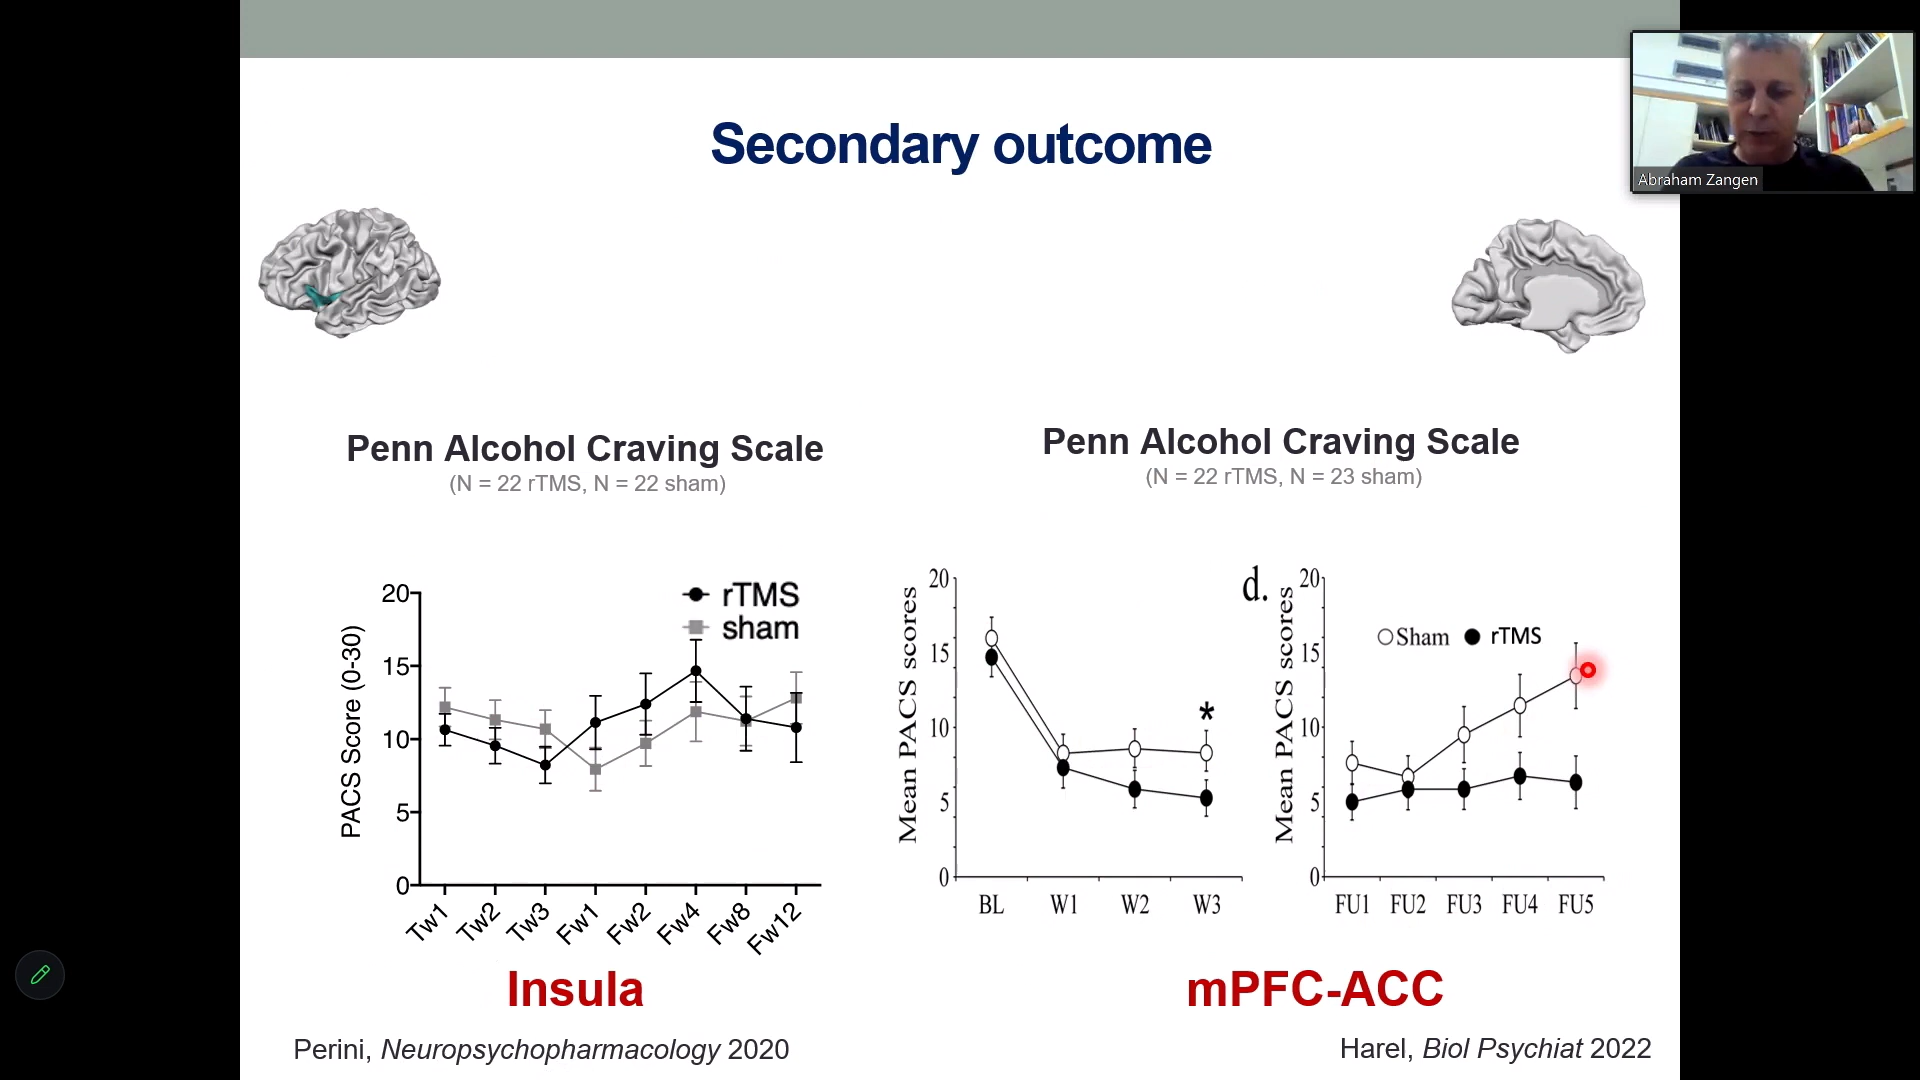 Secondary outcome
Abraham Zangen
Penn Alcohol Craving Scale
(N = 22 rTMS, N = 22 sham)
Penn Alcohol Craving Scale
(N = 22 rTMS, N = 23 sham)
rTMS
sham
PACS Score (0-30)
20
15
10
5
0
Tw1 Tw2 Tw3 Fw1 Fw2 Fw4 Fw8 Fw12
Mean PACS scores
20
15
10
5
0
*
BL W1 W2 W3
d.
Mean PACS scores
20
15
10
5
0
Sham rTMS
FU1 FU2 FU3 FU4 FU5
Insula
mPFC-ACC
Perini, Neuropsychopharmacology 2020
Harel, Biol Psychiat 2022